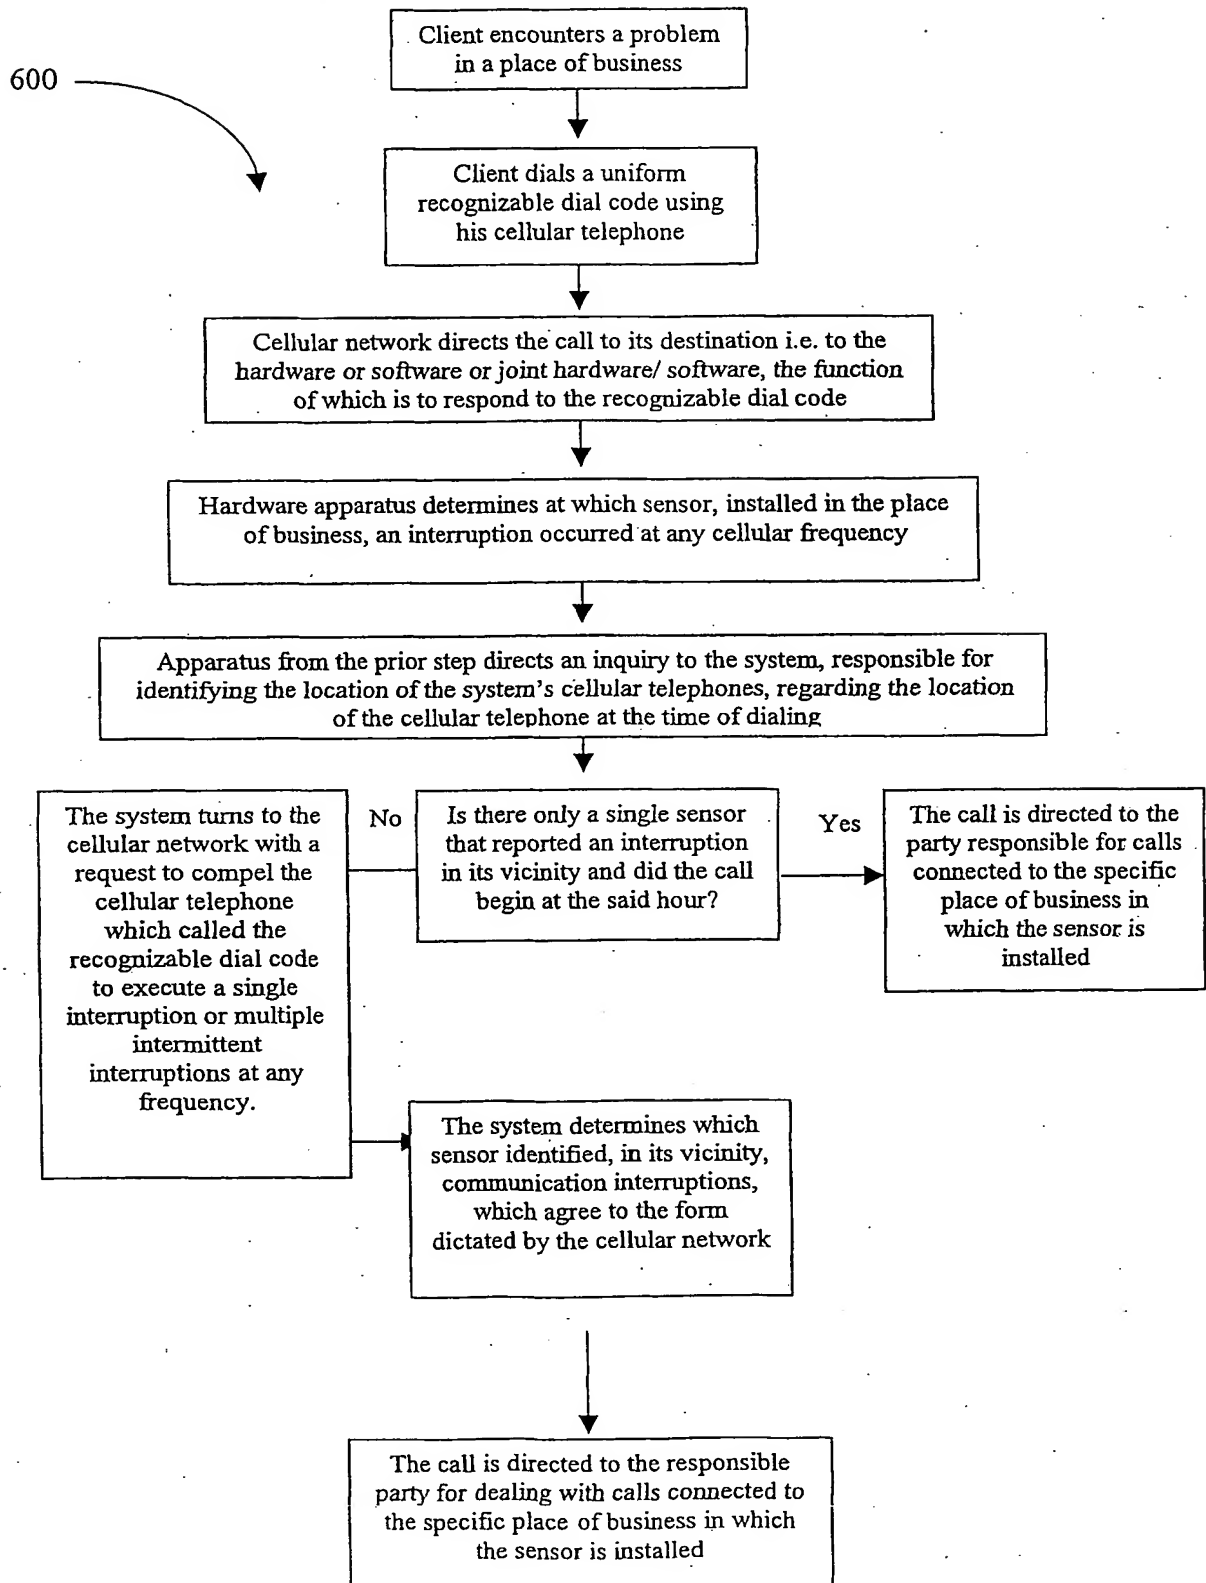 Client encounters a problem
in a place of business
600
Client dials a uniform
recognizable dial code using
his cellular telephone
Cellular network directs the call to its destination i.e. to the
hardware or software or joint hardware/ software, the function
of which is to respond to the recognizable dial code
Hardware apparatus determines at which sensor, installed in the place
of business, an interruption occurred at any cellular frequency
Apparatus from the prior step directs an inquiry to the system, responsible for
identifying the location of the system's cellular telephones, regarding the location
of the cellular telephone at the time of dialing
The system turns to the
cellular network with a
request to compel the
cellular telephone
which called the
recognizable dial code
to execute a single
interruption or multiple
intermittent
interruptions at any
frequency.
No
Is there only a single sensor
that reported an interruption
in its vicinity and did the call
begin at the said hour?
Yes
The call is directed to the
party responsible for calls
connected to the specific
place of business in
which the sensor is
installed
The system determines which
sensor identified, in its vicinity,
communication interruptions,
which agree to the form
dictated by the cellular network
The call is directed to the responsible
party for dealing with calls connected to
the specific place of business in which
the sensor is installed